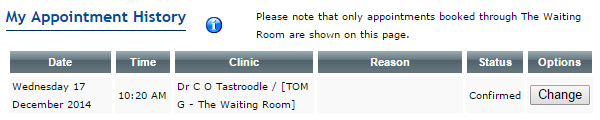 My Appointment History
Please note that only appointments booked through The Waiting
Room are shown on this page.
Date Time Clinic Reason Status Options
Wednesday 17
December 2014
10:20 AM
Dr C O Tastroodle / [TOM
G - The Waiting Room]
Confirmed
Change